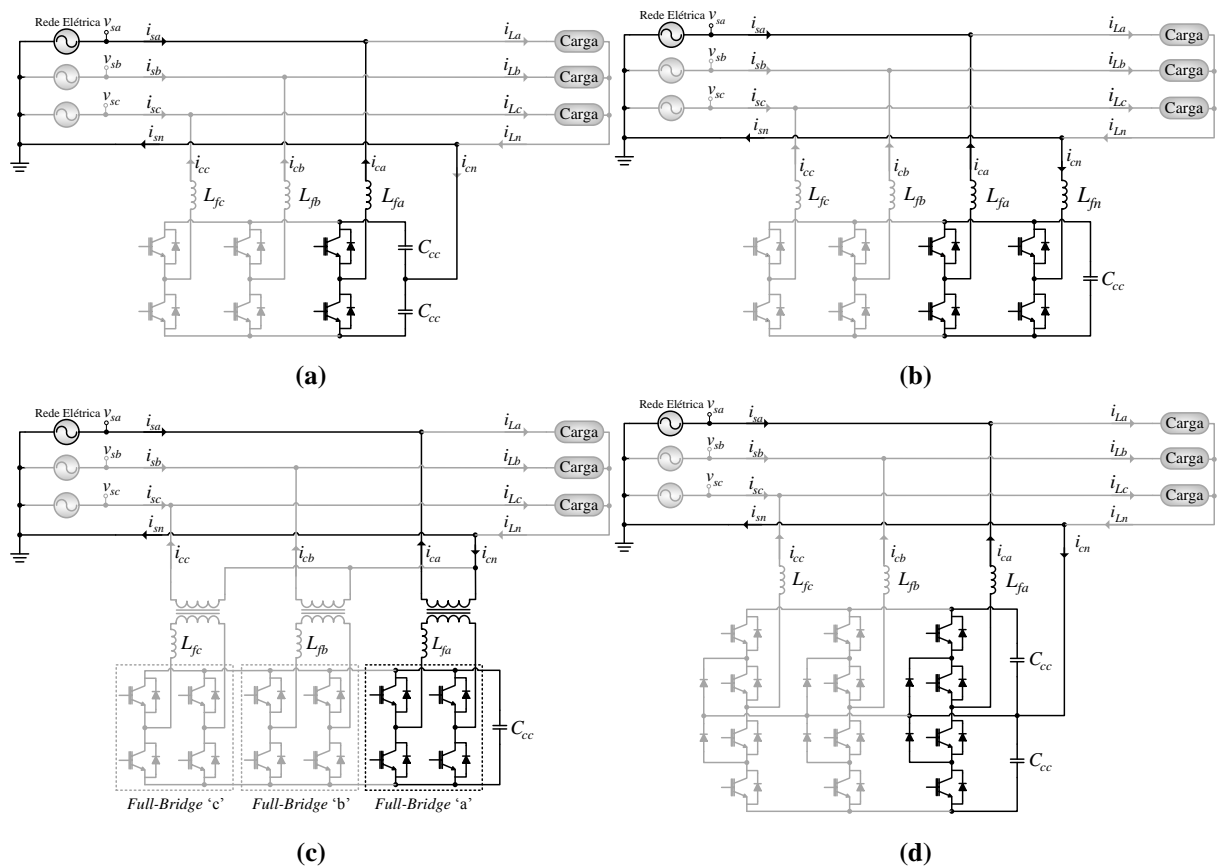 Rede Elétrica
v_sa
i_sa
i_La
Carga
v_sb
i_sb
i_Lb
Carga
v_sc
i_sc
i_Lc
Carga
i_sn
i_Ln
i_cc
i_cb
i_ca
i_cn
L_fc
L_fb
L_fa
C_cc
C_cc
(a)
Rede Elétrica
v_sa
i_sa
i_La
Carga
v_sb
i_sb
i_Lb
Carga
v_sc
i_sc
i_Lc
Carga
i_sn
i_Ln
i_cc
i_cb
i_ca
i_cn
L_fc
L_fb
L_fa
L_fn
C_cc
(b)
Rede Elétrica
v_sa
i_sa
i_La
Carga
v_sb
i_sb
i_Lb
Carga
v_sc
i_sc
i_Lc
Carga
i_sn
i_Ln
i_cc
i_cb
i_ca
i_cn
L_fc
L_fb
L_fa
C_cc
Full-Bridge ‘c’
Full-Bridge ‘b’
Full-Bridge ‘a’
(c)
Rede Elétrica
v_sa
i_sa
i_La
Carga
v_sb
i_sb
i_Lb
Carga
v_sc
i_sc
i_Lc
Carga
i_sn
i_Ln
i_cc
i_cb
i_ca
i_cn
L_fc
L_fb
L_fa
C_cc
C_cc
(d)